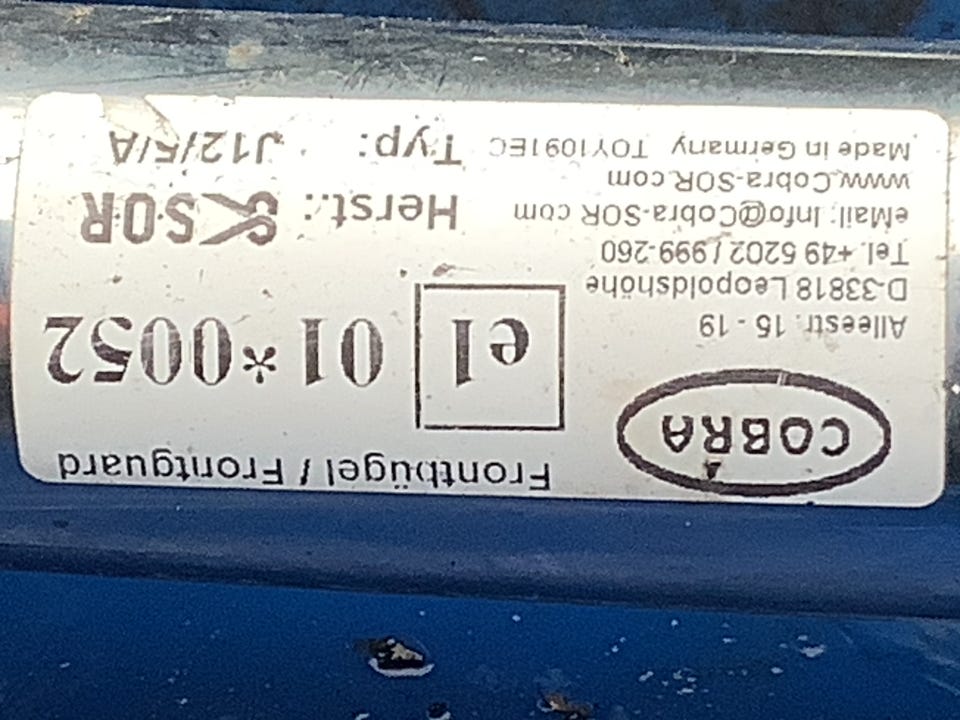 COBRA
Alleestr. 15 - 19
D-33818 Leopoldshöhe
Tel. +49 5202 / 999-260
eMail: Info@Cobra-SOR.com
www.Cobra-SOR.com
Made in Germany TOY1091EC
Frontbügel / Frontguard
e1 01*0052
Herst.: SOR
Typ: J12/5/A